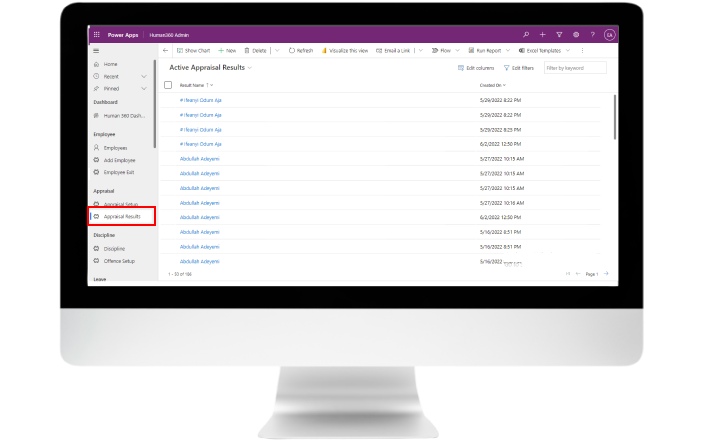 Power Apps | Human360 Admin ? EA
Show Chart + New Delete Refresh Visualize this view Email a Link Flow Run Report Excel Templates
Home
Recent
Pinned
Dashboard
Human 360 Dash...
Employee
Employees
Add Employee
Employee Exit
Appraisal
Appraisal Setup
Appraisal Results
Discipline
Discipline
Offence Setup
Leave
Active Appraisal Results
Edit columns Edit filters Filter by keyword
Result Name ↑ Created On
# Ifeanyi Odum Aja 5/29/2022 8:22 PM
# Ifeanyi Odum Aja 5/29/2022 8:22 PM
# Ifeanyi Odum Aja 5/29/2022 8:25 PM
# Ifeanyi Odum Aja 6/2/2022 12:50 PM
Abdullah Adeyemi 5/27/2022 10:15 AM
Abdullah Adeyemi 5/27/2022 10:15 AM
Abdullah Adeyemi 5/27/2022 10:15 AM
Abdullah Adeyemi 5/27/2022 10:16 AM
Abdullah Adeyemi 6/2/2022 12:50 PM
Abdullah Adeyemi 5/16/2022 8:51 PM
Abdullah Adeyemi 5/16/2022 8:51 PM
Abdullah Adeyemi 5/16/2022
1 - 50 of 196 Page 1